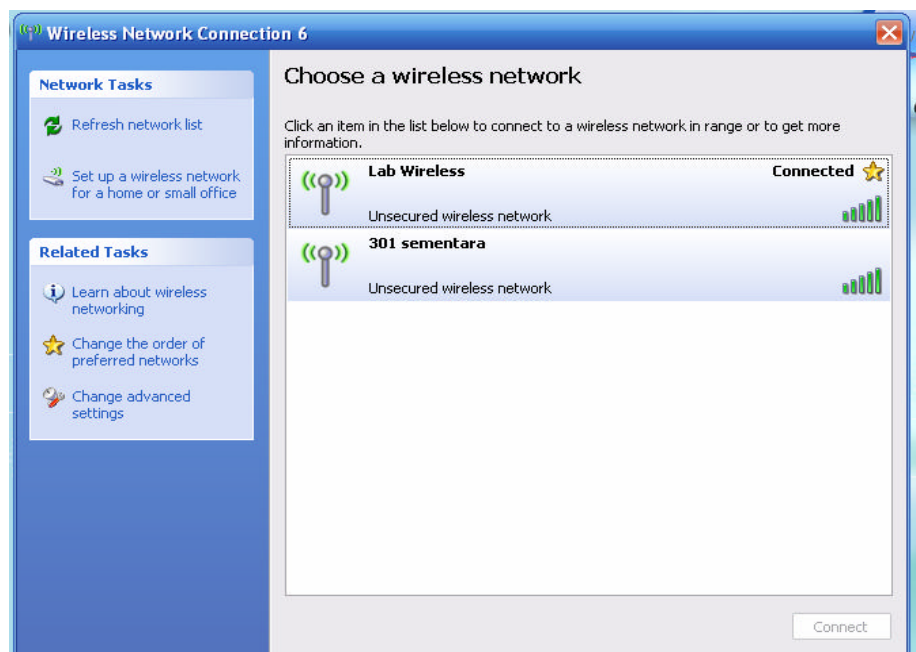 Wireless Network Connection 6
Network Tasks
Refresh network list
Set up a wireless network
for a home or small office
Related Tasks
Learn about wireless
networking
Change the order of
preferred networks
Change advanced
settings
Choose a wireless network
Click an item in the list below to connect to a wireless network in range or to get more
information.
Lab Wireless
Connected
Unsecured wireless network
301 sementara
Unsecured wireless network
Connect